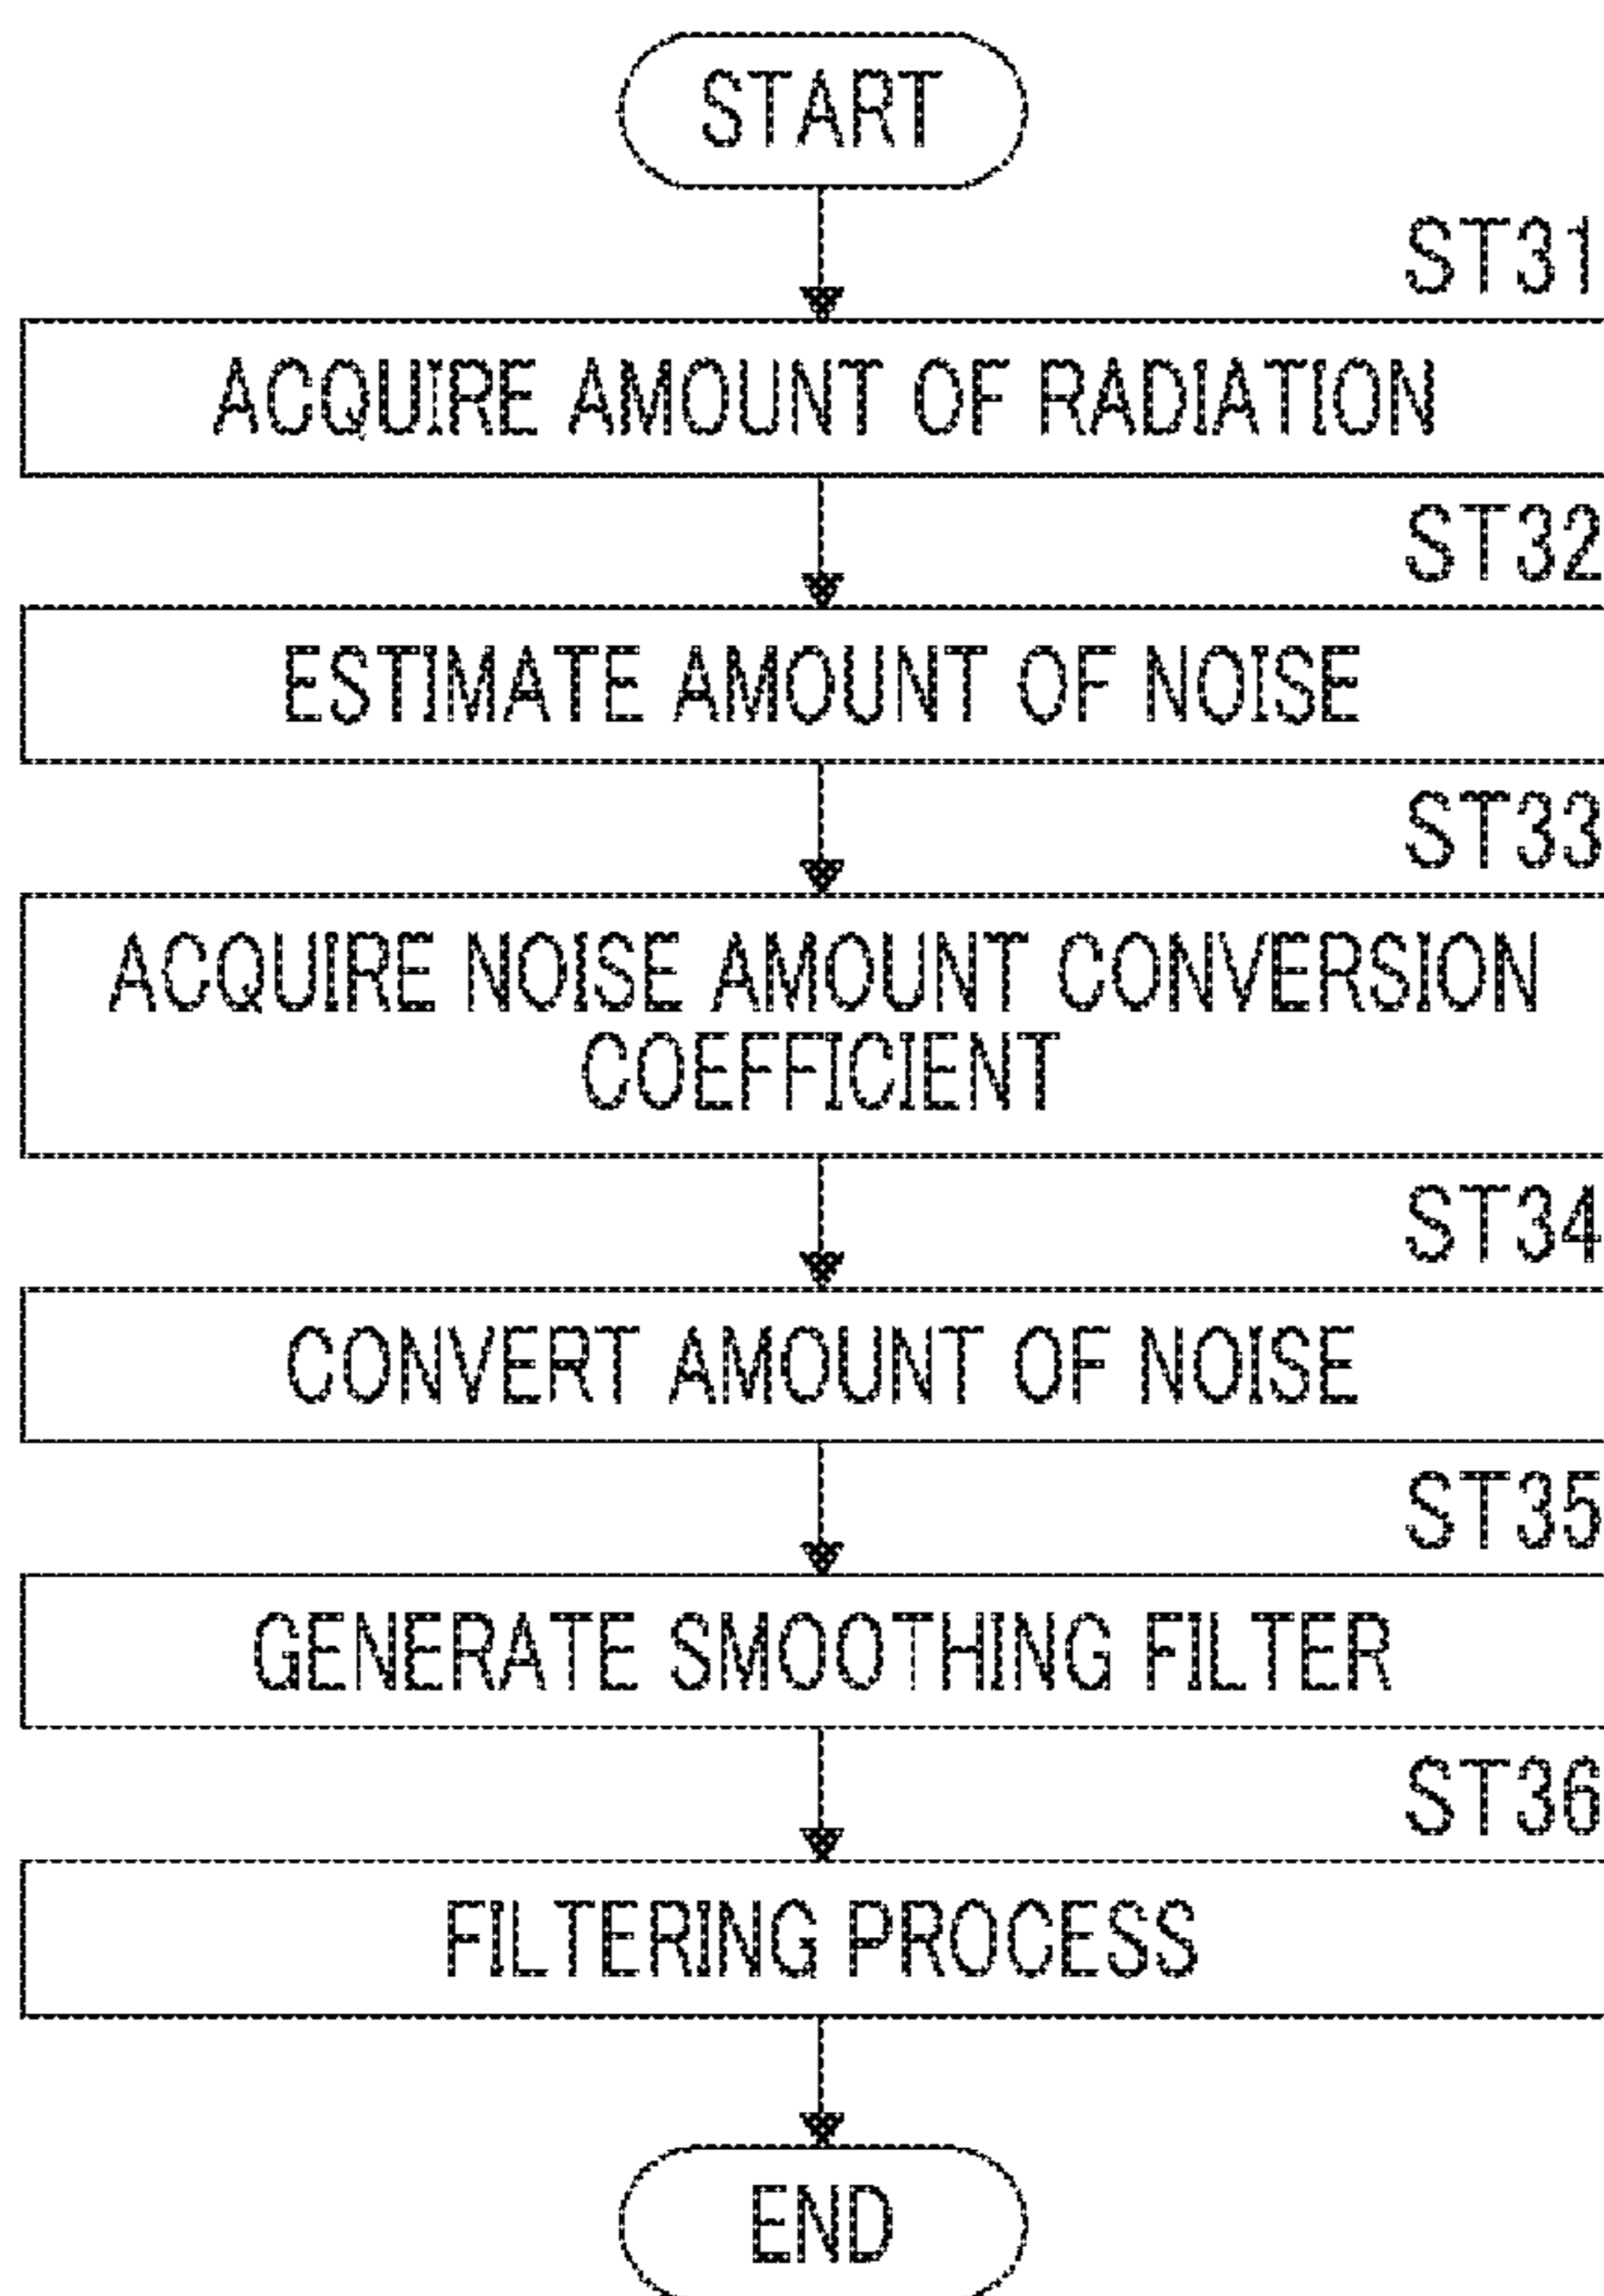 START
ST31
ACQUIRE AMOUNT OF RADIATION
ST32
ESTIMATE AMOUNT OF NOISE
ST33
ACQUIRE NOISE AMOUNT CONVERSION
COEFFICIENT
ST34
CONVERT AMOUNT OF NOISE
ST35
GENERATE SMOOTHING FILTER
ST36
FILTERING PROCESS
END